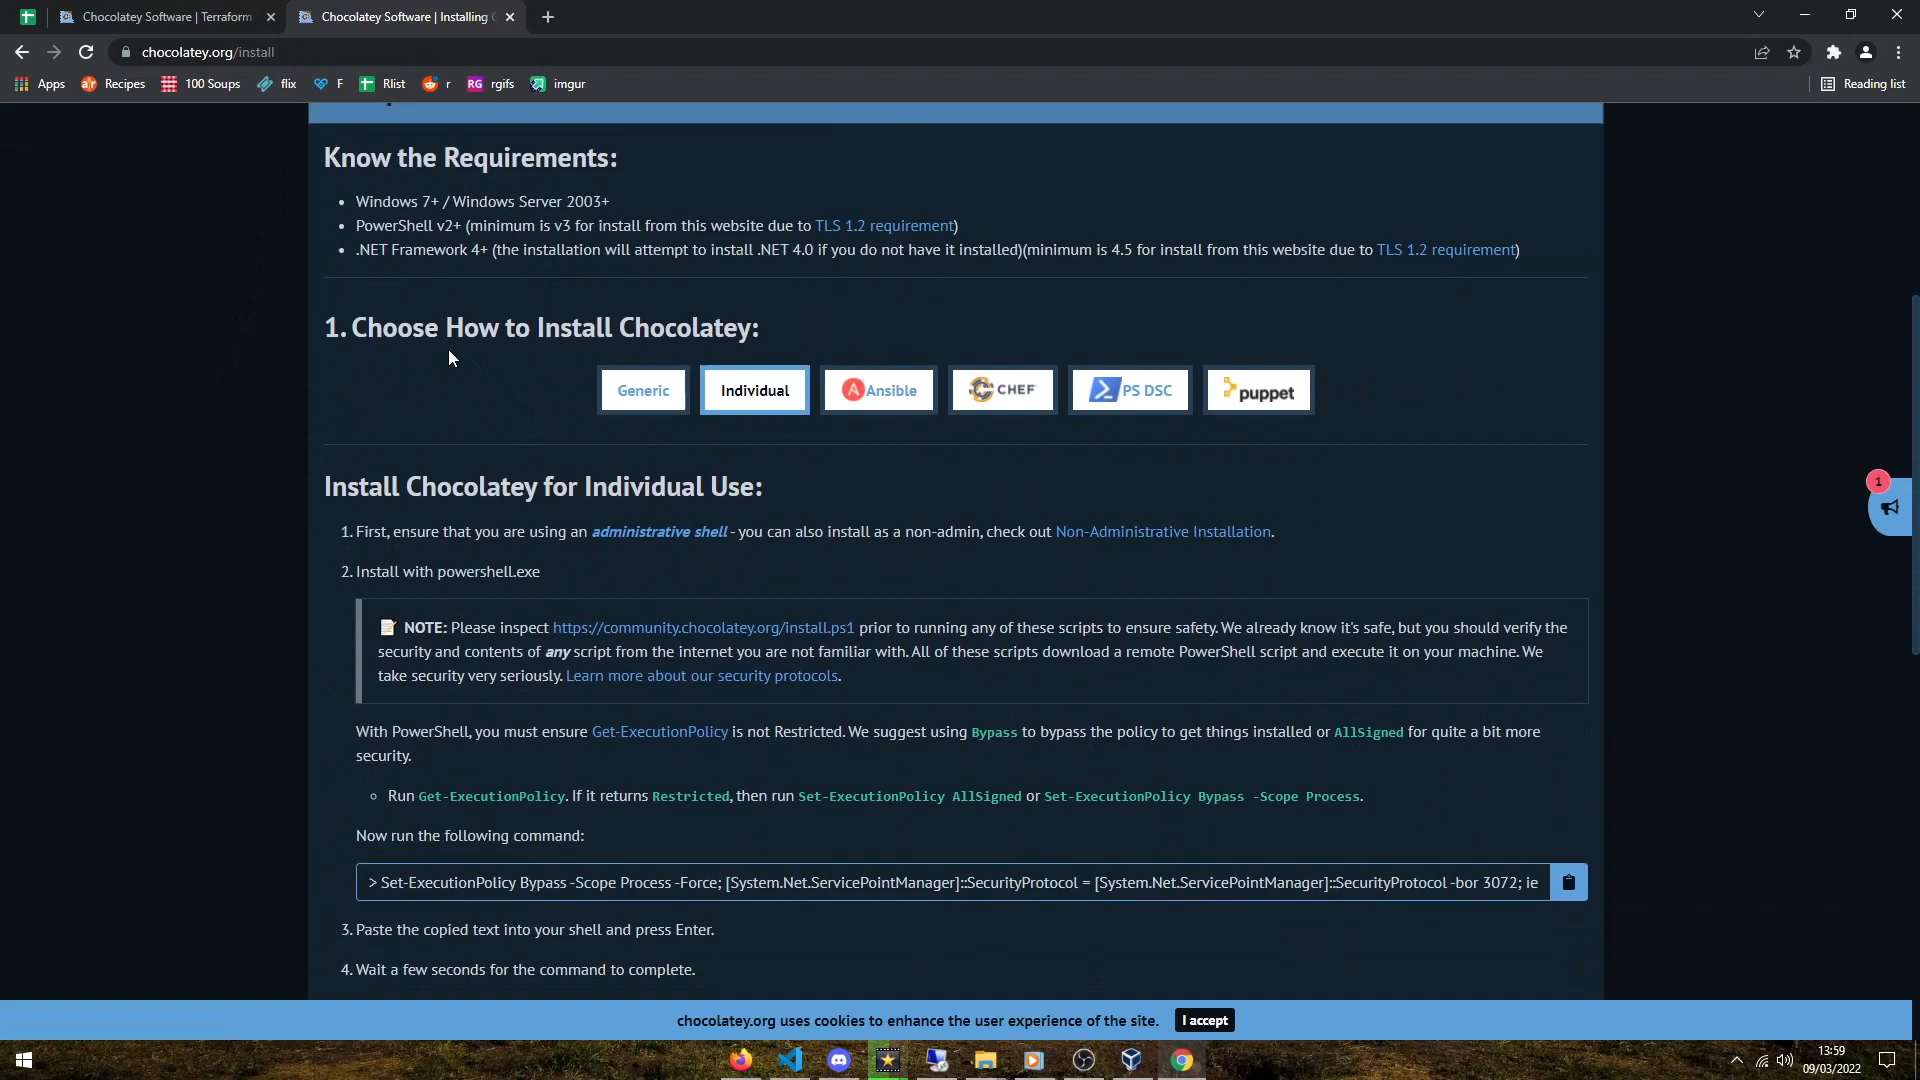 Chocolatey Software | Terraform
Chocolatey Software | Installing
chocolatey.org/install
Apps
Recipes
100 Soups
flix
F
Rlist
r
RG rgifs
imgur
Reading list
Know the Requirements:
• Windows 7+ / Windows Server 2003+
• PowerShell v2+ (minimum is v3 for install from this website due to TLS 1.2 requirement)
• .NET Framework 4+ (the installation will attempt to install .NET 4.0 if you do not have it installed)(minimum is 4.5 for install from this website due to TLS 1.2 requirement)
1. Choose How to Install Chocolatey:
Generic
Individual
Ansible
CHEF
PS DSC
puppet
Install Chocolatey for Individual Use:
1. First, ensure that you are using an administrative shell - you can also install as a non-admin, check out Non-Administrative Installation.
2. Install with powershell.exe
NOTE: Please inspect https://community.chocolatey.org/install.ps1 prior to running any of these scripts to ensure safety. We already know it's safe, but you should verify the
security and contents of any script from the internet you are not familiar with. All of these scripts download a remote PowerShell script and execute it on your machine. We
take security very seriously. Learn more about our security protocols.
With PowerShell, you must ensure Get-ExecutionPolicy is not Restricted. We suggest using Bypass to bypass the policy to get things installed or AllSigned for quite a bit more
security.
Run Get-ExecutionPolicy. If it returns Restricted, then run Set-ExecutionPolicy AllSigned or Set-ExecutionPolicy Bypass -Scope Process.
Now run the following command:
> Set-ExecutionPolicy Bypass -Scope Process -Force; [System.Net.ServicePointManager]::SecurityProtocol = [System.Net.ServicePointManager]::SecurityProtocol -bor 3072; ie
3. Paste the copied text into your shell and press Enter.
4. Wait a few seconds for the command to complete.
1
chocolatey.org uses cookies to enhance the user experience of the site.
I accept
13:59
09/03/2022